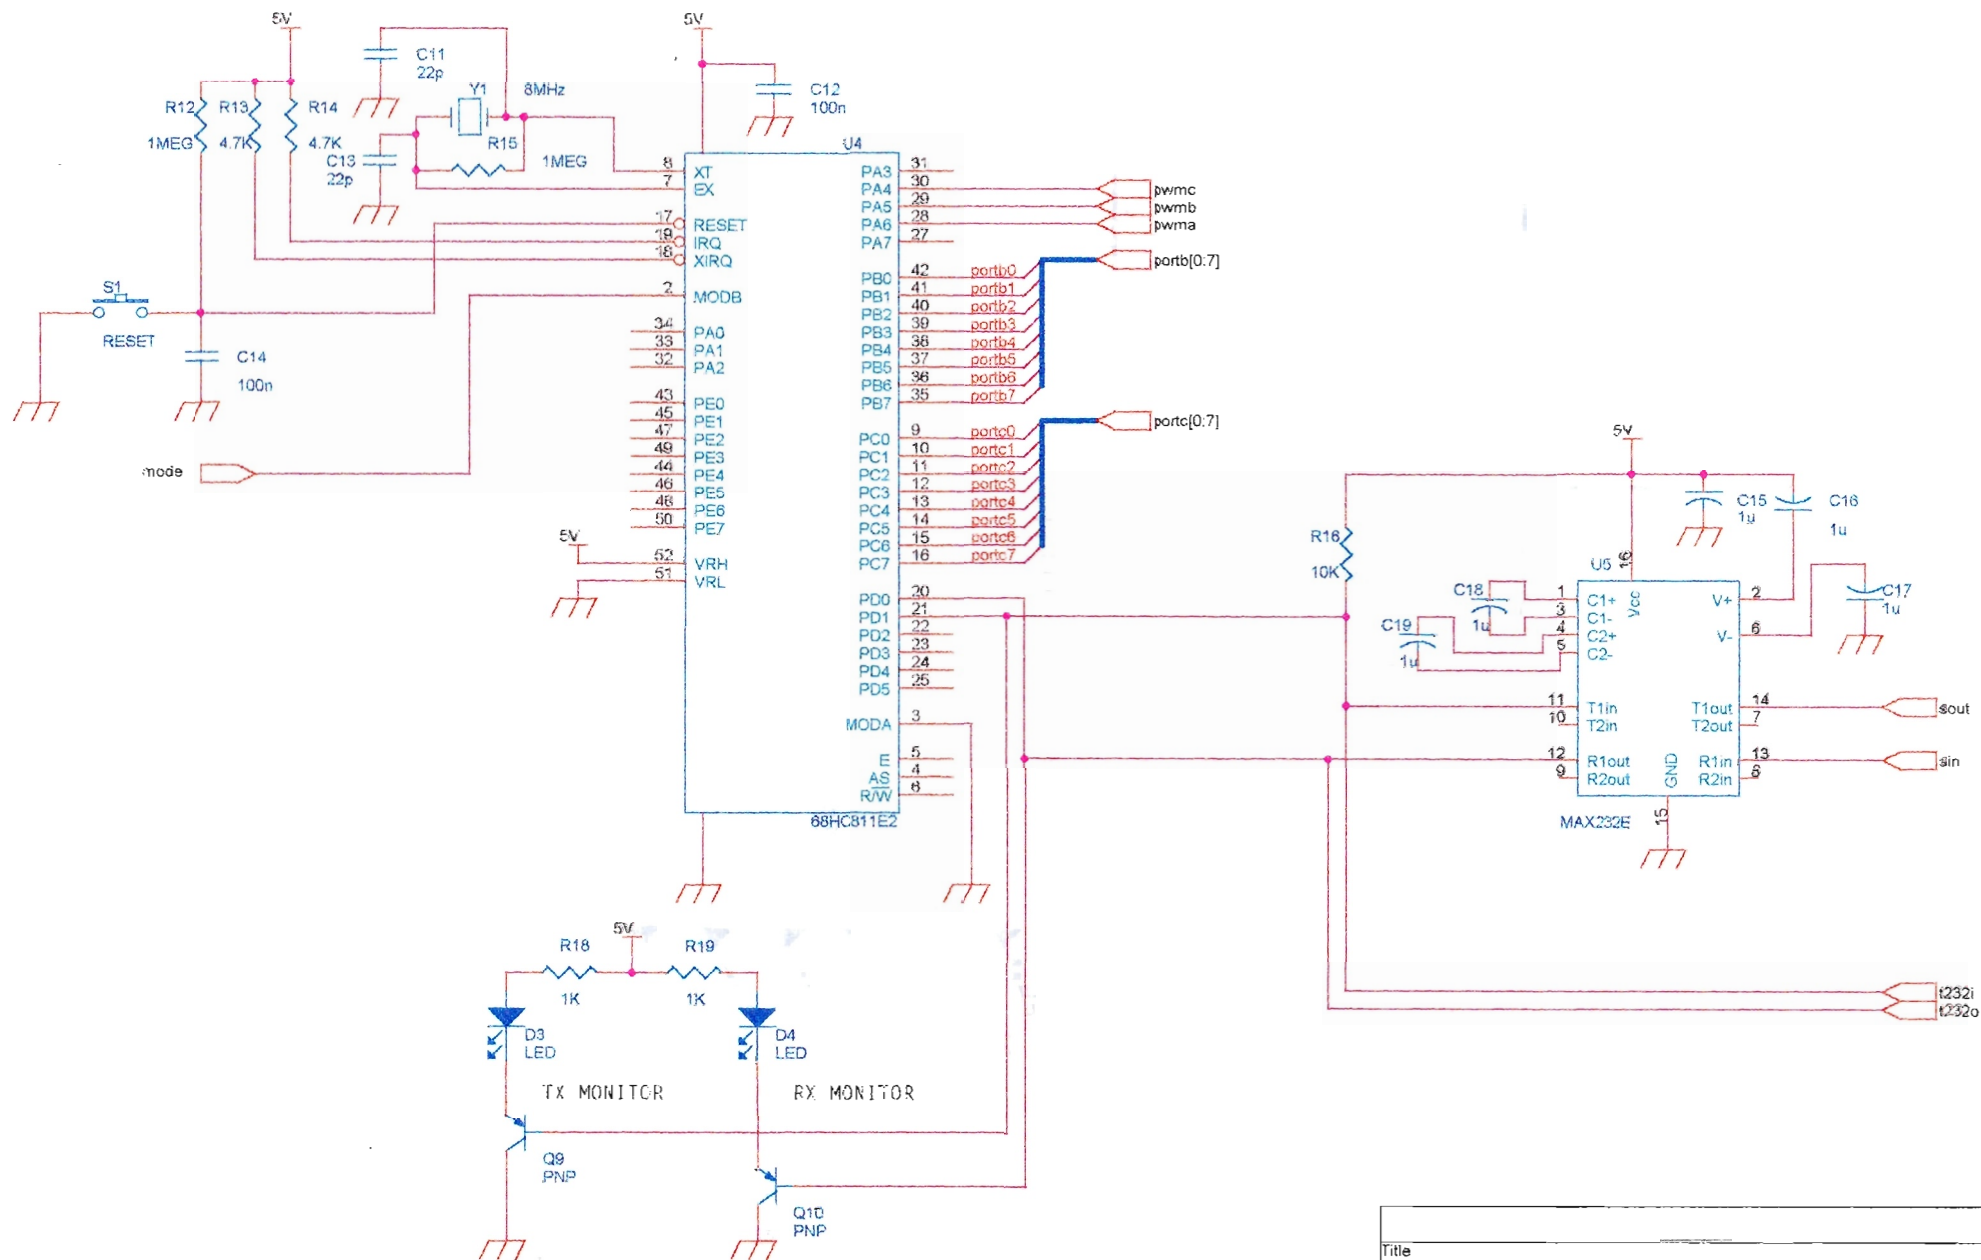 5V
C11
22p
R12
1MEG
R13
4.7K
R14
4.7K
Y1
8MHz
R15
1MEG
C13
22p
5V
C12
100n
S1
RESET
C14
100n
mode
5V
U4
8 XT
7 EX
17 RESET
19 IRQ
18 XIRQ
2 MODB
34 PA0
33 PA1
32 PA2
43 PE0
45 PE1
47 PE2
49 PE3
44 PE4
46 PE5
48 PE6
50 PE7
52 VRH
51 VRL
PA3 31
PA4 30 pwmc
PA5 29 pwmb
PA6 28 pwma
PA7 27
portb[0:7]
PB0 42 portb0
PB1 41 portb1
PB2 40 portb2
PB3 39 portb3
PB4 38 portb4
PB5 37 portb5
PB6 36 portb6
PB7 35 portb7
portc[0:7]
PC0 9 portc0
PC1 10 portc1
PC2 11 portc2
PC3 12 portc3
PC4 13 portc4
PC5 14 portc5
PC6 15 portc6
PC7 16 portc7
PD0 20
PD1 21
PD2 22
PD3 23
PD4 24
PD5 25
MODA 3
E 5
AS 4
R/W 6
68HC811E2
5V
R16
10K
C15
1u
C16
1u
C17
1u
C18
1u
C19
1u
U5
16
Vcc
1 C1+
3 C1-
4 C2+
5 C2-
11 T1in
10 T2in
12 R1out
9 R2out
V+ 2
V- 6
T1out 14 sout
T2out 7
R1in 13 sin
R2in 8
GND
15
MAX232E
t232i
t232o
5V
R18
1K
R19
1K
D3
LED
D4
LED
TX MONITOR
RX MONITOR
Q9
PNP
Q10
PNP
Title